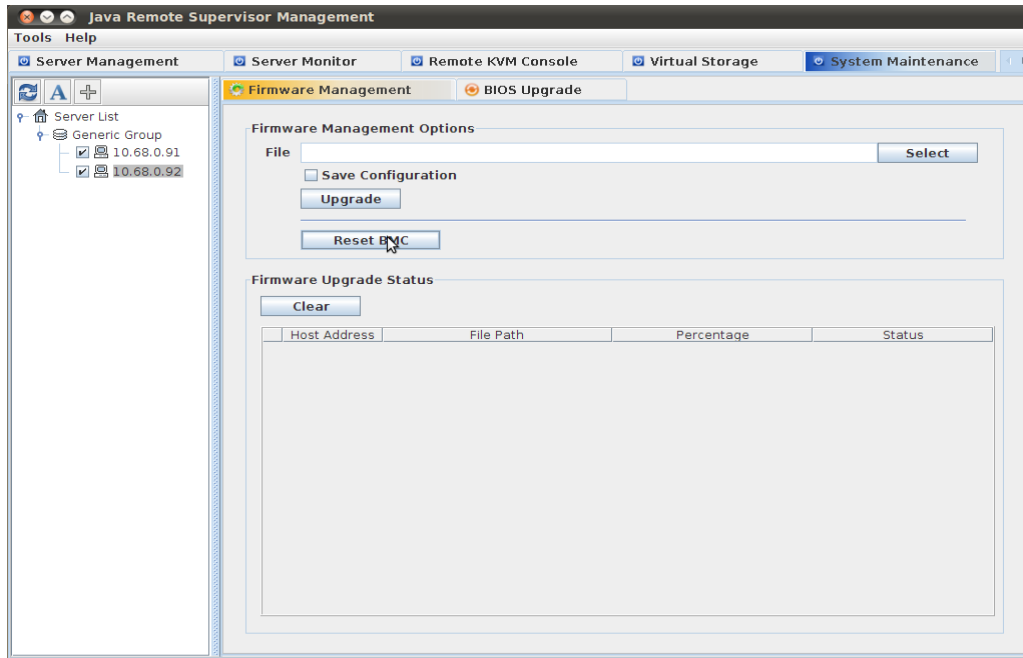 Java Remote Supervisor Management
Tools Help
Server Management Server Monitor Remote KVM Console Virtual Storage System Maintenance
A Firmware Management BIOS Upgrade
Server List
Generic Group
10.68.0.91
10.68.0.92
Firmware Management Options
File Select
Save Configuration
Upgrade
Reset BMC
Firmware Upgrade Status
Clear
Host Address File Path Percentage Status